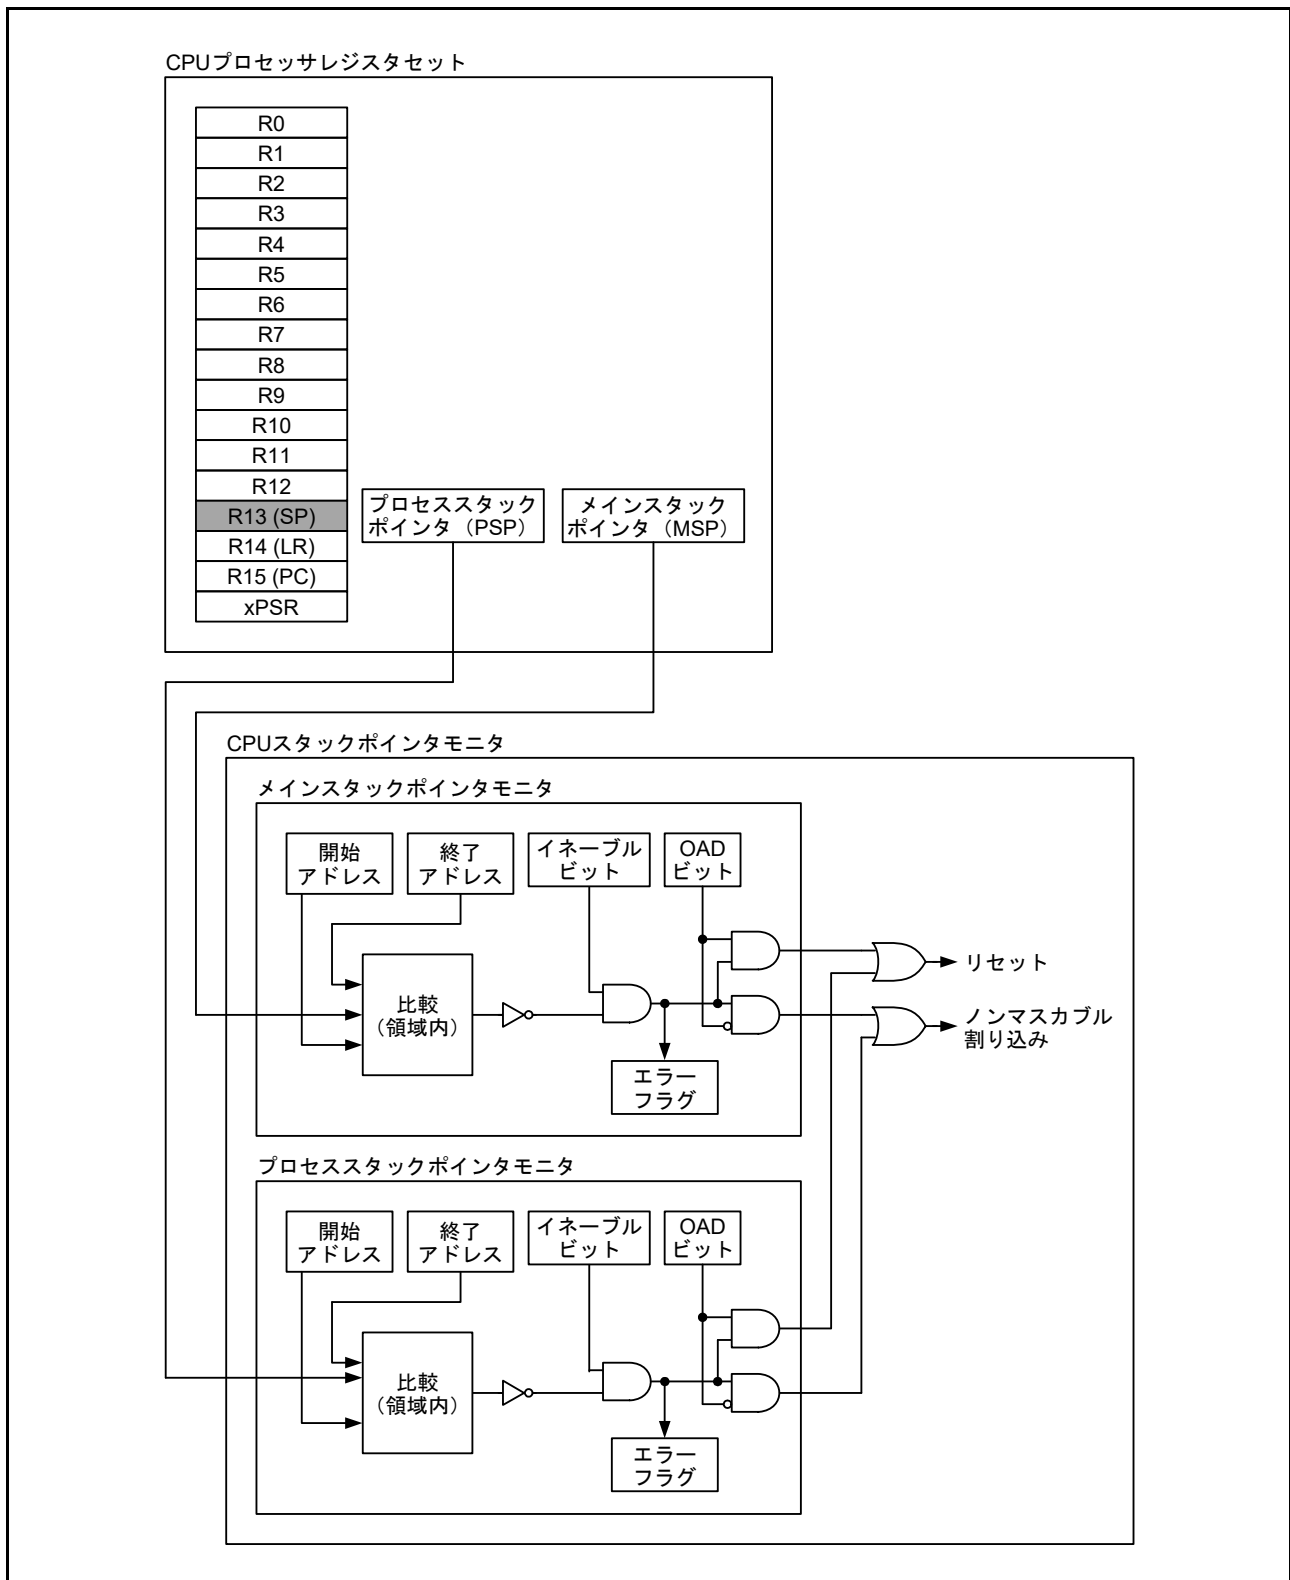 CPUプロセッサレジスタセット
R0
R1
R2
R3
R4
R5
R6
R7
R8
R9
R10
R11
R12
R13 (SP)
R14 (LR)
R15 (PC)
xPSR
プロセススタック
ポインタ（PSP）
メインスタック
ポインタ（MSP）
CPUスタックポインタモニタ
メインスタックポインタモニタ
開始
アドレス
終了
アドレス
イネーブル
ビット
OAD
ビット
比較
（領域内）
エラー
フラグ
リセット
ノンマスカブル
割り込み
プロセススタックポインタモニタ
開始
アドレス
終了
アドレス
イネーブル
ビット
OAD
ビット
比較
（領域内）
エラー
フラグ